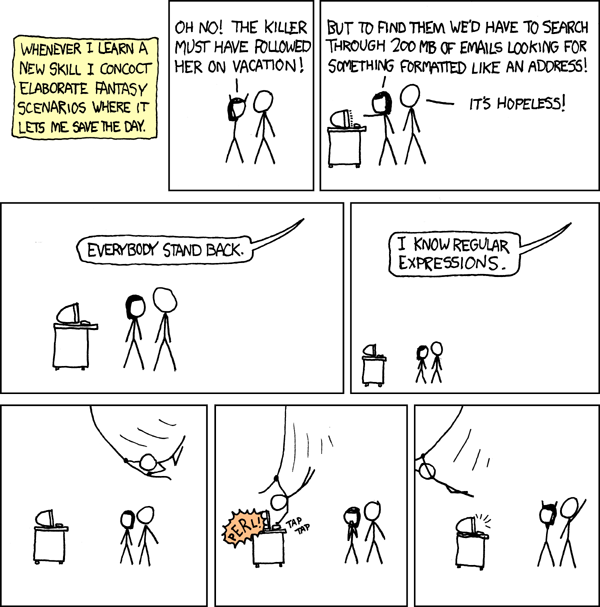 WHENEVER I LEARN A
NEW SKILL I CONCOCT
ELABORATE FANTASY
SCENARIOS WHERE IT
LETS ME SAVE THE DAY.
OH NO! THE KILLER
MUST HAVE FOLLOWED
HER ON VACATION!
BUT TO FIND THEM WE'D HAVE TO SEARCH
THROUGH 200 MB OF EMAILS LOOKING FOR
SOMETHING FORMATTED LIKE AN ADDRESS!
IT'S HOPELESS!
EVERYBODY STAND BACK.
I KNOW REGULAR
EXPRESSIONS.
PERL!
TAP
TAP